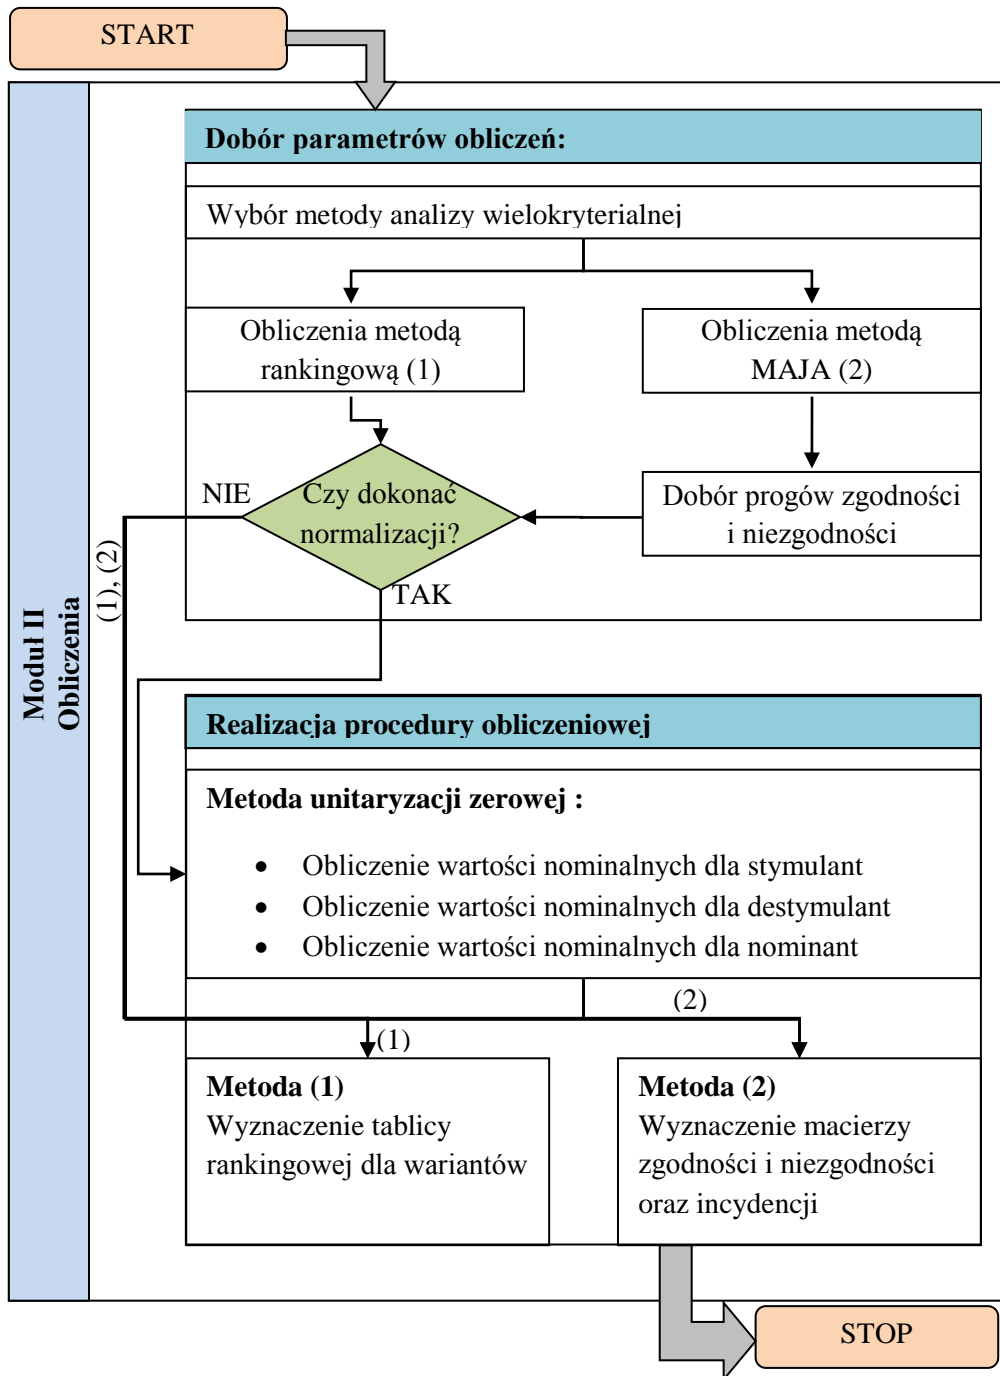 START
Moduł II
Obliczenia
Dobór parametrów obliczeń:
Wybór metody analizy wielokryterialnej
Obliczenia metodą
rankingową (1)
Obliczenia metodą
MAJA (2)
NIE
Czy dokonać
normalizacji?
Dobór progów zgodności
i niezgodności
(1), (2)
TAK
Realizacja procedury obliczeniowej
Metoda unitaryzacji zerowej :
• Obliczenie wartości nominalnych dla stymulant
• Obliczenie wartości nominalnych dla destymulant
• Obliczenie wartości nominalnych dla nominant
(2)
(1)
Metoda (1)
Wyznaczenie tablicy
rankingowej dla wariantów
Metoda (2)
Wyznaczenie macierzy
zgodności i niezgodności
oraz incydencji
STOP